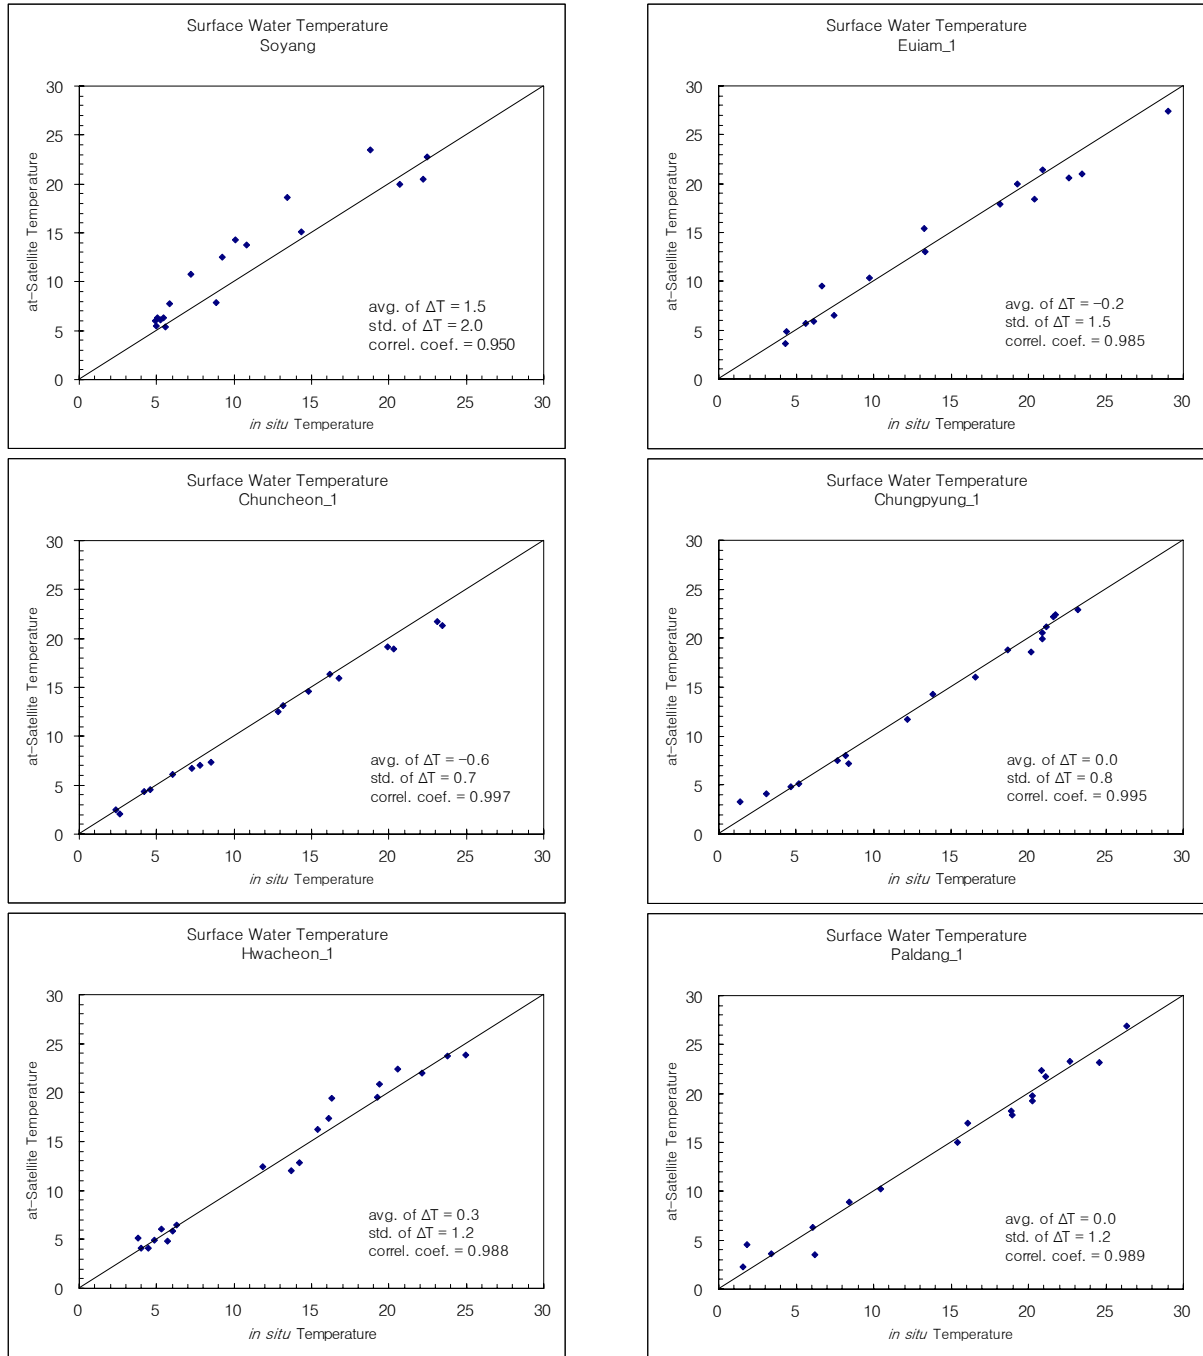 Surface Water Temperature
Soyang
at-Satellite Temperature
30
25
20
15
10
5
0
avg. of ΔT = 1.5
std. of ΔT = 2.0
correl. coef. = 0.950
0 5 10 15 20 25 30
in situ Temperature
Surface Water Temperature
Euiam_1
at-Satellite Temperature
30
25
20
15
10
5
0
avg. of ΔT = -0.2
std. of ΔT = 1.5
correl. coef. = 0.985
0 5 10 15 20 25 30
in situ Temperature
Surface Water Temperature
Chuncheon_1
at-Satellite Temperature
30
25
20
15
10
5
0
avg. of ΔT = -0.6
std. of ΔT = 0.7
correl. coef. = 0.997
0 5 10 15 20 25 30
in situ Temperature
Surface Water Temperature
Chungpyung_1
at-Satellite Temperature
30
25
20
15
10
5
0
avg. of ΔT = 0.0
std. of ΔT = 0.8
correl. coef. = 0.995
0 5 10 15 20 25 30
in situ Temperature
Surface Water Temperature
Hwacheon_1
at-Satellite Temperature
30
25
20
15
10
5
0
avg. of ΔT = 0.3
std. of ΔT = 1.2
correl. coef. = 0.988
0 5 10 15 20 25 30
in situ Temperature
Surface Water Temperature
Paldang_1
at-Satellite Temperature
30
25
20
15
10
5
0
avg. of ΔT = 0.0
std. of ΔT = 1.2
correl. coef. = 0.989
0 5 10 15 20 25 30
in situ Temperature